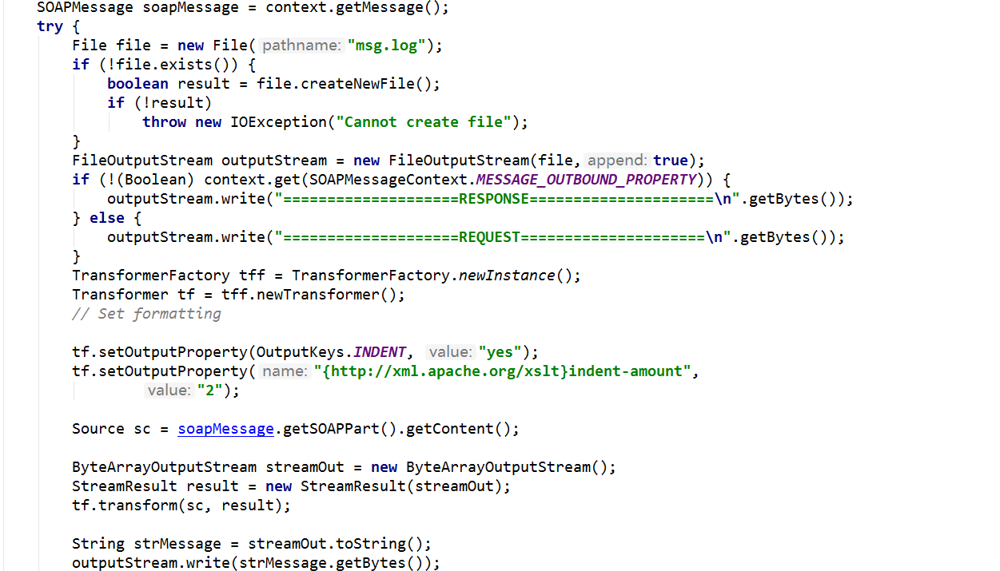 SOAPMessage soapMessage = context.getMessage();
try {
File file = new File( pathname: "msg.log");
if (!file.exists()) {
boolean result = file.createNewFile();
if (!result)
throw new IOException("Cannot create file");
}
FileOutputStream outputStream = new FileOutputStream(file, append: true);
if (!(Boolean) context.get(SOAPMessageContext.MESSAGE_OUTBOUND_PROPERTY)) {
outputStream.write("====================RESPONSE=====================\n".getBytes());
} else {
outputStream.write("====================REQUEST=====================\n".getBytes());
}
TransformerFactory tff = TransformerFactory.newInstance();
Transformer tf = tff.newTransformer();
// Set formatting
tf.setOutputProperty(OutputKeys.INDENT, value: "yes");
tf.setOutputProperty( name: "{http://xml.apache.org/xslt}indent-amount",
value: "2");
Source sc = soapMessage.getSOAPPart().getContent();
ByteArrayOutputStream streamOut = new ByteArrayOutputStream();
StreamResult result = new StreamResult(streamOut);
tf.transform(sc, result);
String strMessage = streamOut.toString();
outputStream.write(strMessage.getBytes());